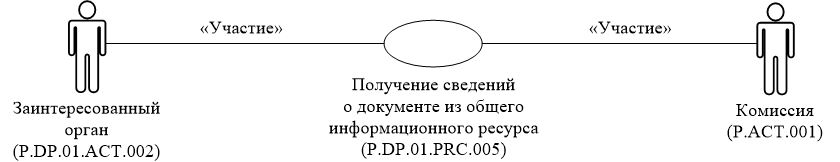 «Участие»
«Участие»
Заинтересованный
орган
(P.DP.01.ACT.002)
Получение сведений
о документе из общего
информационного ресурса
(P.DP.01.PRC.005)
Комиссия
(P.ACT.001)